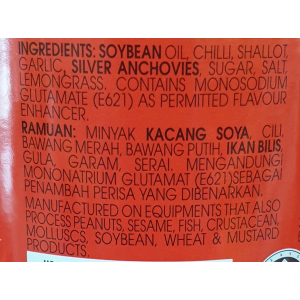 INGREDIENTS: SOYBEAN OIL, CHILLI, SHALLOT,
GARLIC, SILVER ANCHOVIES, SUGAR, SALT,
LEMONGRASS. CONTAINS MONOSODIUM
GLUTAMATE (E621) AS PERMITTED FLAVOUR
ENHANCER.
RAMUAN: MINYAK KACANG SOYA, CILI,
BAWANG MERAH, BAWANG PUTIH, IKAN BILIS,
GULA, GARAM, SERAI. MENGANDUNGI
MONONATRIUM GLUTAMAT (E621)SEBAGAI
PENAMBAH PERISA YANG DIBENARKAN.
MANUFACTURED ON EQUIPMENTS THAT ALSO
PROCESS PEANUTS, SESAME, FISH, CRUSTACEAN,
MOLLUSCS, SOYBEAN, WHEAT & MUSTARD
PRODUCTS.